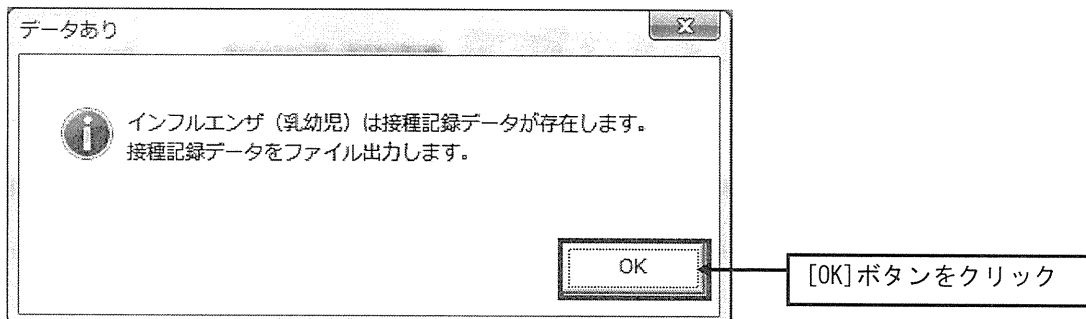 データあり
インフルエンザ（乳幼児）は接種記録データが存在します。
接種記録データをファイル出力します。
OK
[OK]ボタンをクリック